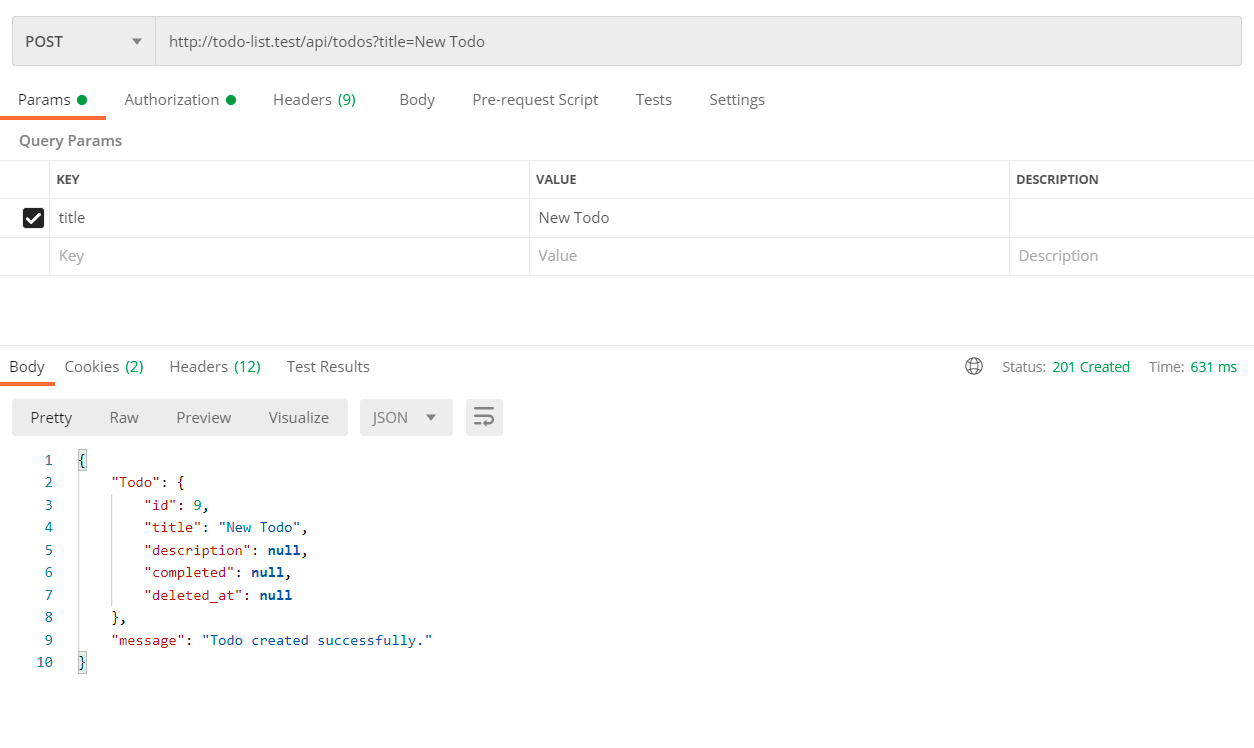 POST http://todo-list.test/api/todos?title=New Todo
Params Authorization Headers (9) Body Pre-request Script Tests Settings
Query Params
KEY VALUE DESCRIPTION
title New Todo
Key Value Description
Body Cookies (2) Headers (12) Test Results Status: 201 Created Time: 631 ms
Pretty Raw Preview Visualize JSON
1 {
2 "Todo": {
3 "id": 9,
4 "title": "New Todo",
5 "description": null,
6 "completed": null,
7 "deleted_at": null
8 },
9 "message": "Todo created successfully."
10 }